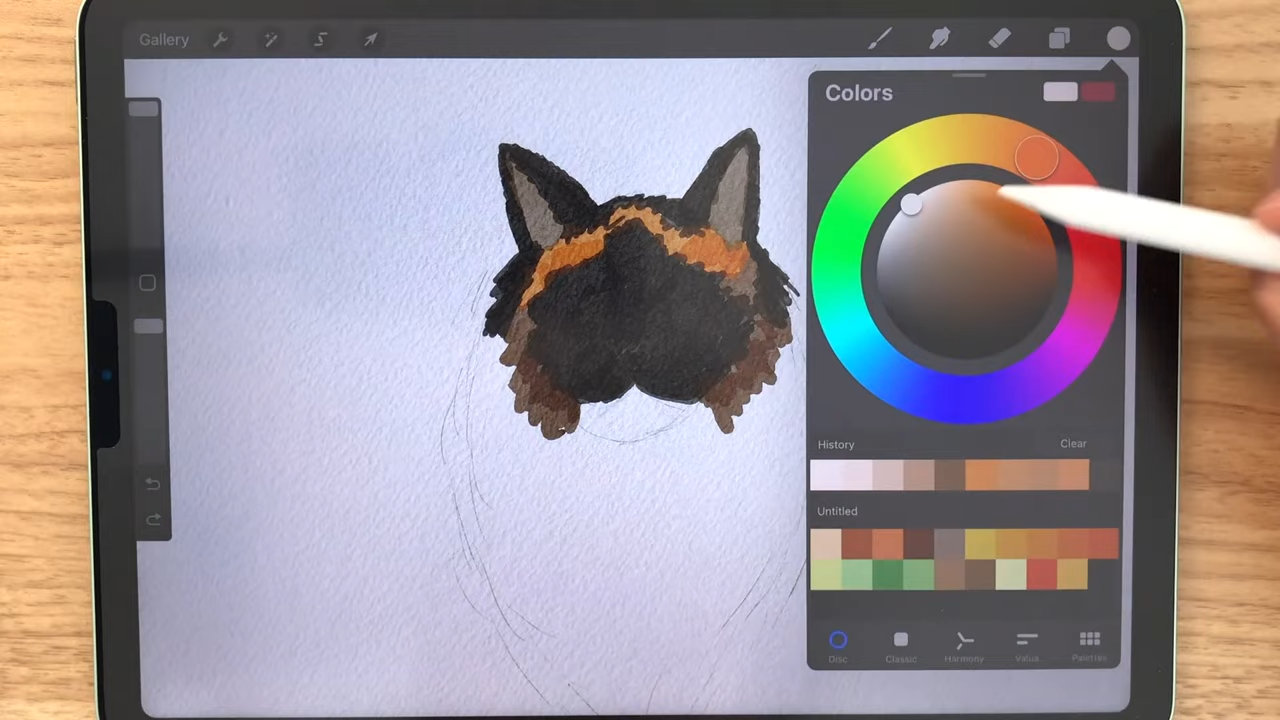 Gallery
Colors
History Clear
Untitled
Disc Classic Harmony Value Palettes